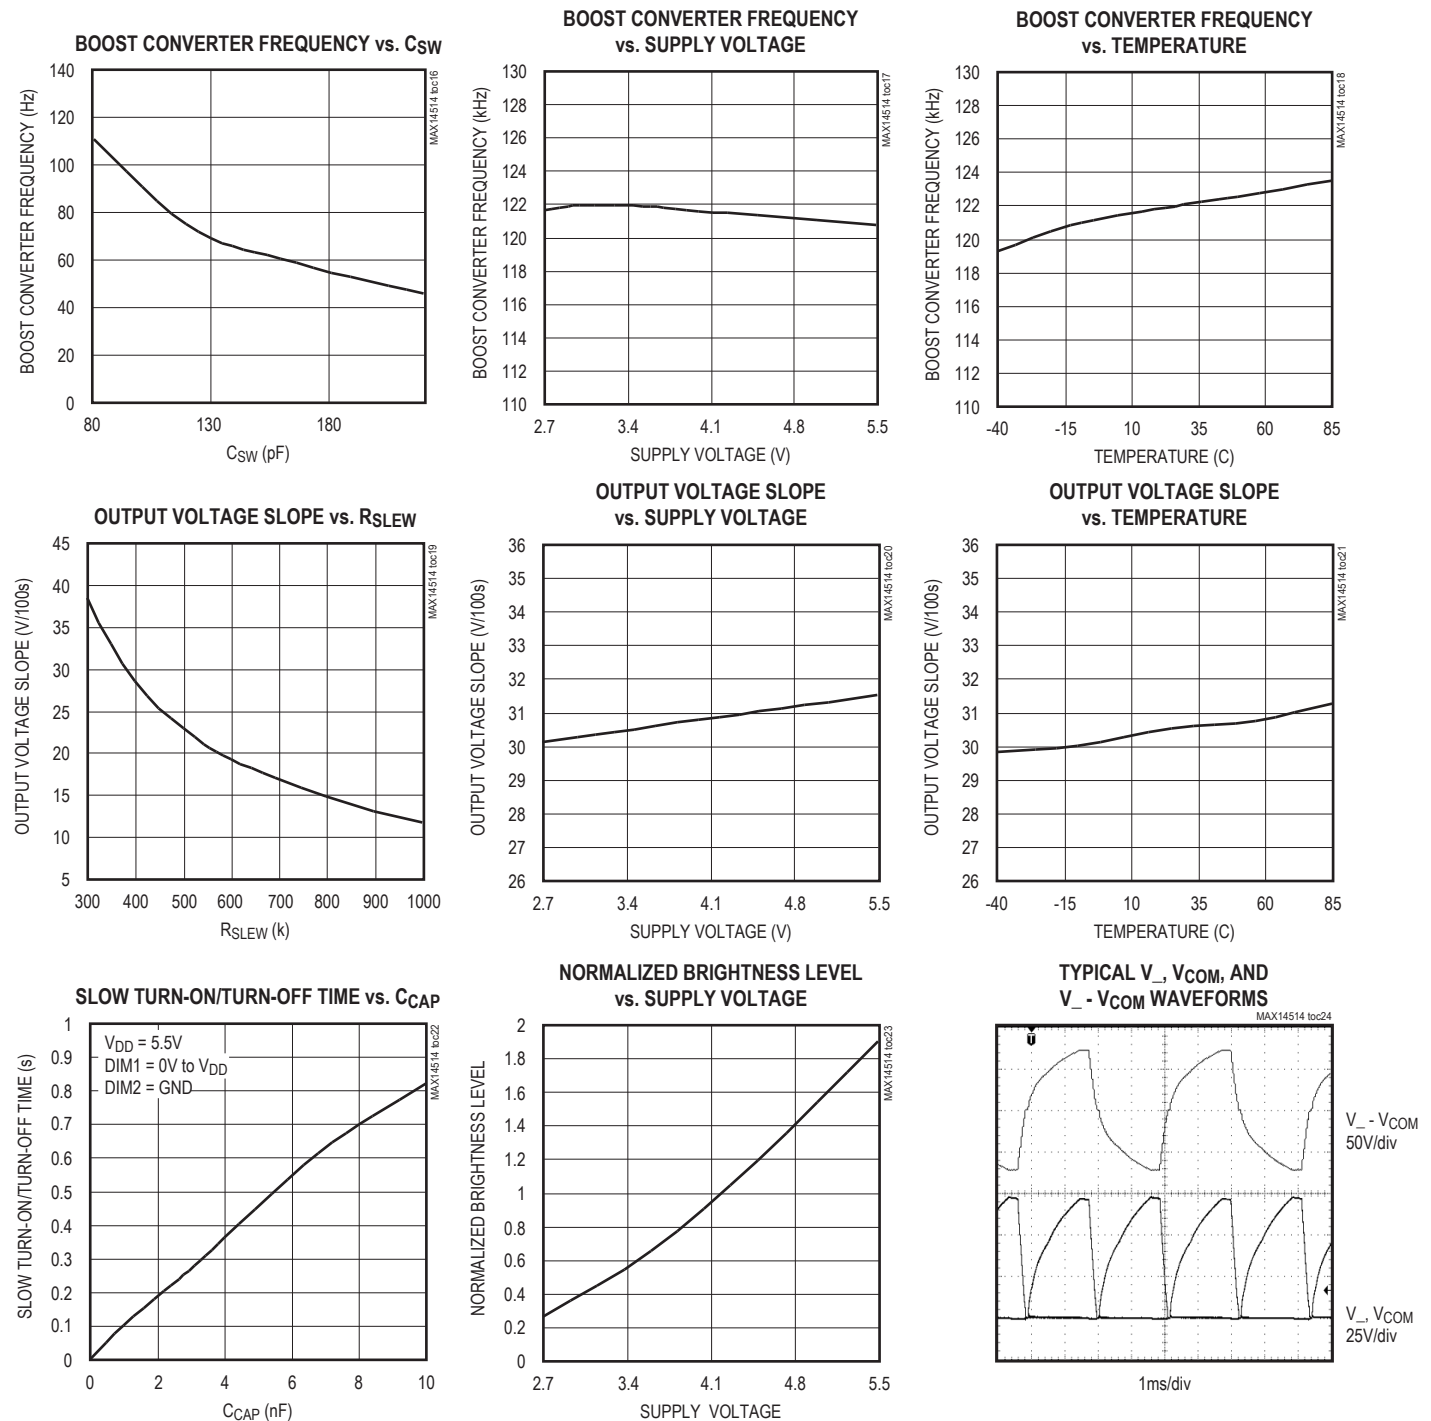 BOOST CONVERTER FREQUENCY vs. CSW
MAX14514 toc16
BOOST CONVERTER FREQUENCY (Hz)
140
120
100
80
60
40
20
0
80 130 180
CSW (pF)
BOOST CONVERTER FREQUENCY
vs. SUPPLY VOLTAGE
MAX14514 toc17
BOOST CONVERTER FREQUENCY (kHz)
130
128
126
124
122
120
118
116
114
112
110
2.7 3.4 4.1 4.8 5.5
SUPPLY VOLTAGE (V)
BOOST CONVERTER FREQUENCY
vs. TEMPERATURE
MAX14514 toc18
BOOST CONVERTER FREQUENCY (kHz)
130
128
126
124
122
120
118
116
114
112
110
-40 -15 10 35 60 85
TEMPERATURE (C)
OUTPUT VOLTAGE SLOPE vs. RSLEW
MAX14514 toc19
OUTPUT VOLTAGE SLOPE (V/100s)
45
40
35
30
25
20
15
10
5
300 400 500 600 700 800 900 1000
RSLEW (k)
OUTPUT VOLTAGE SLOPE
vs. SUPPLY VOLTAGE
MAX14514 toc20
OUTPUT VOLTAGE SLOPE (V/100s)
36
35
34
33
32
31
30
29
28
27
26
2.7 3.4 4.1 4.8 5.5
SUPPLY VOLTAGE (V)
OUTPUT VOLTAGE SLOPE
vs. TEMPERATURE
MAX14514 toc21
OUTPUT VOLTAGE SLOPE (V/100s)
36
35
34
33
32
31
30
29
28
27
26
-40 -15 10 35 60 85
TEMPERATURE (C)
SLOW TURN-ON/TURN-OFF TIME vs. CCAP
MAX14514 toc22
SLOW TURN-ON/TURN-OFF TIME (s)
1
0.9
0.8
0.7
0.6
0.5
0.4
0.3
0.2
0.1
0
VDD = 5.5V
DIM1 = 0V to VDD
DIM2 = GND
0 2 4 6 8 10
CCAP (nF)
NORMALIZED BRIGHTNESS LEVEL
vs. SUPPLY VOLTAGE
MAX14514 toc23
NORMALIZED BRIGHTNESS LEVEL
2
1.8
1.6
1.4
1.2
1
0.8
0.6
0.4
0.2
0
2.7 3.4 4.1 4.8 5.5
SUPPLY VOLTAGE
TYPICAL V_, VCOM, AND
V_ - VCOM WAVEFORMS
MAX14514 toc24
T
V_ - VCOM
50V/div
V_, VCOM
25V/div
1ms/div